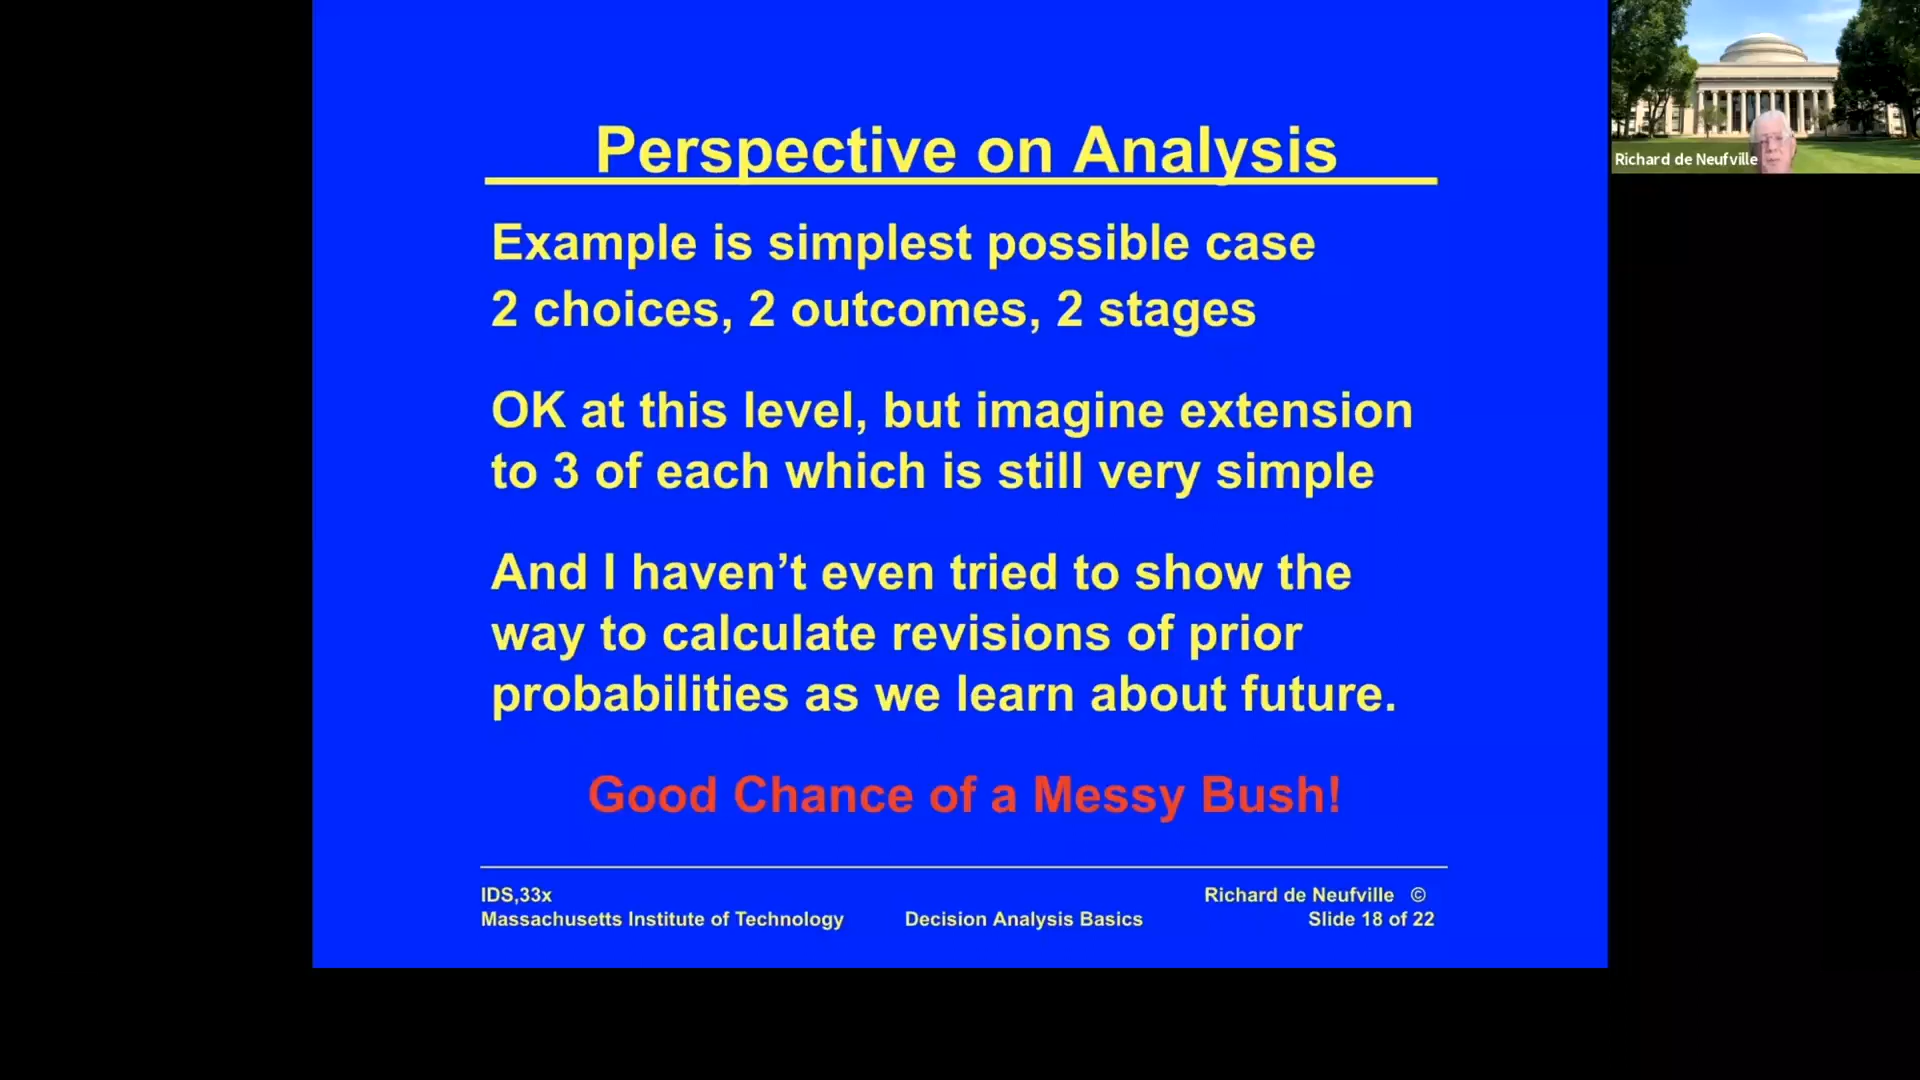 Perspective on Analysis
Example is simplest possible case
2 choices, 2 outcomes, 2 stages
OK at this level, but imagine extension
to 3 of each which is still very simple
And I haven’t even tried to show the
way to calculate revisions of prior
probabilities as we learn about future.
Good Chance of a Messy Bush!
IDS,33x
Richard de Neufville ©
Massachusetts Institute of Technology
Decision Analysis Basics
Slide 18 of 22
Richard de Neufville